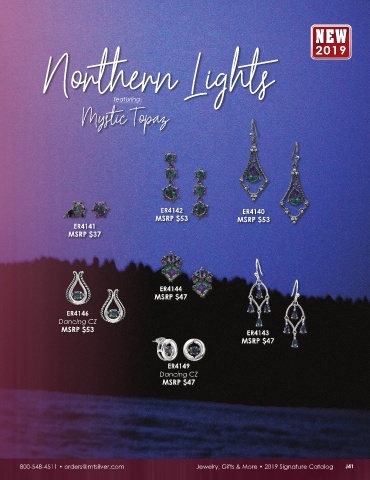 NEW
2019
Northern Lights
featuring
Mystic Topaz
ER4141
MSRP $37
ER4142
MSRP $53
ER4140
MSRP $53
ER4146
Dancing CZ
MSRP $53
ER4144
MSRP $47
ER4143
MSRP $47
ER4149
Dancing CZ
MSRP $47
800-548-4511 • orders@mtsilver.com
Jewelry, Gifts & More • 2019 Signature Catalog J41